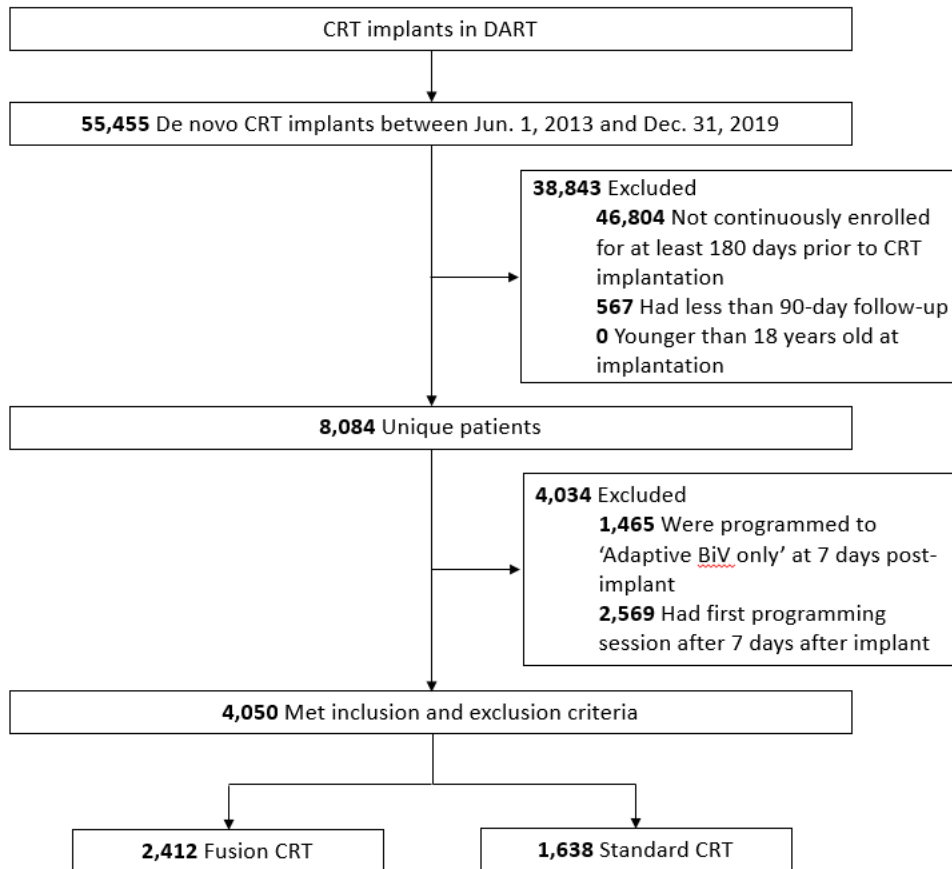 CRT implants in DART
55,455 De novo CRT implants between Jun. 1, 2013 and Dec. 31, 2019
38,843 Excluded
46,804 Not continuously enrolled
for at least 180 days prior to CRT
implantation
567 Had less than 90-day follow-up
0 Younger than 18 years old at
implantation
8,084 Unique patients
4,034 Excluded
1,465 Were programmed to
‘Adaptive BiV only’ at 7 days post-
implant
2,569 Had first programming
session after 7 days after implant
4,050 Met inclusion and exclusion criteria
2,412 Fusion CRT
1,638 Standard CRT